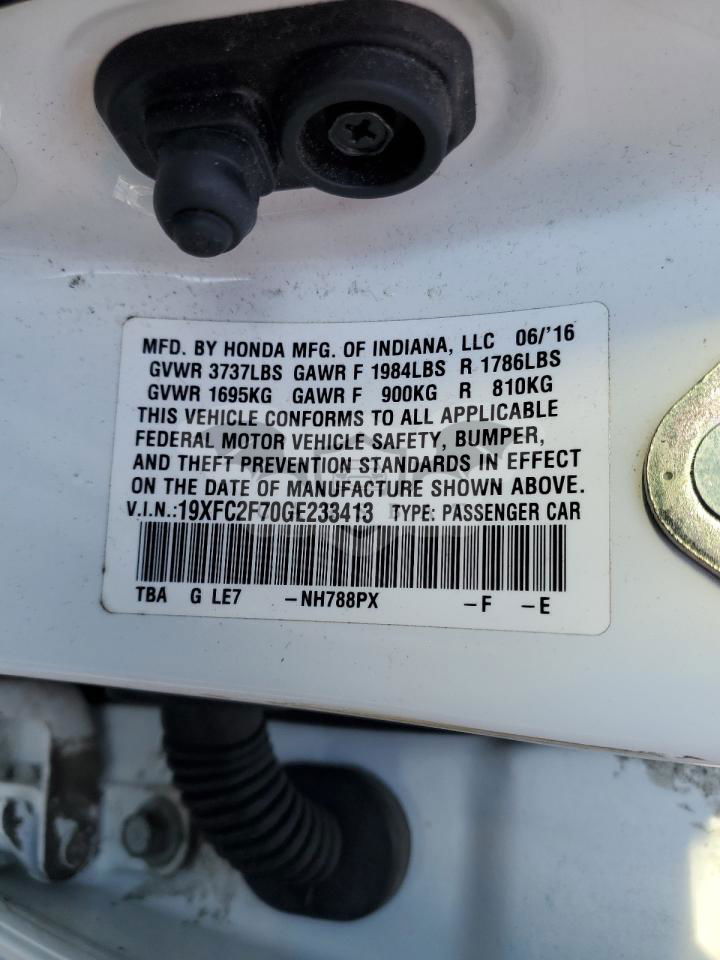 MFD. BY HONDA MFG. OF INDIANA, LLC 06/'16
GVWR 3737LBS GAWR F 1984LBS R 1786LBS
GVWR 1695KG GAWR F 900KG R 810KG
THIS VEHICLE CONFORMS TO ALL APPLICABLE
FEDERAL MOTOR VEHICLE SAFETY, BUMPER,
AND THEFT PREVENTION STANDARDS IN EFFECT
ON THE DATE OF MANUFACTURE SHOWN ABOVE.
V.I.N.:19XFC2F70GE233413 TYPE: PASSENGER CAR
TBA G LE7 -NH788PX -F -E